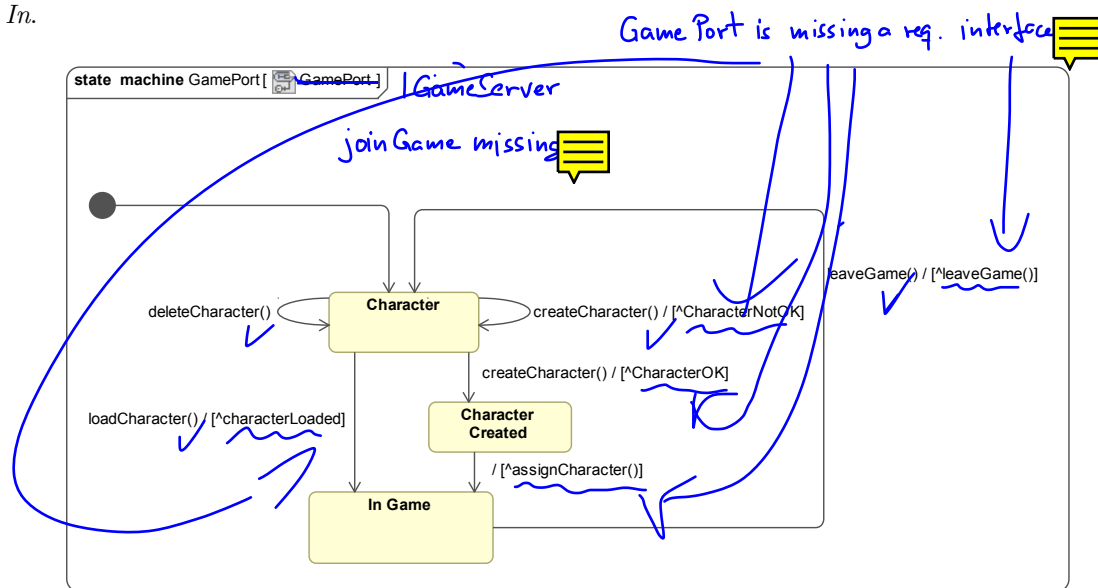 In.
Game Port is missing a req. interface
state machine GamePort [ GamePort ]
IGameServer
joinGame missing
leaveGame() / [^leaveGame()]
Character
deleteCharacter()
createCharacter() / [^CharacterNotOK]
createCharacter() / [^CharacterOK]
Character
Created
loadCharacter() / [^characterLoaded]
/ [^assignCharacter()]
In Game